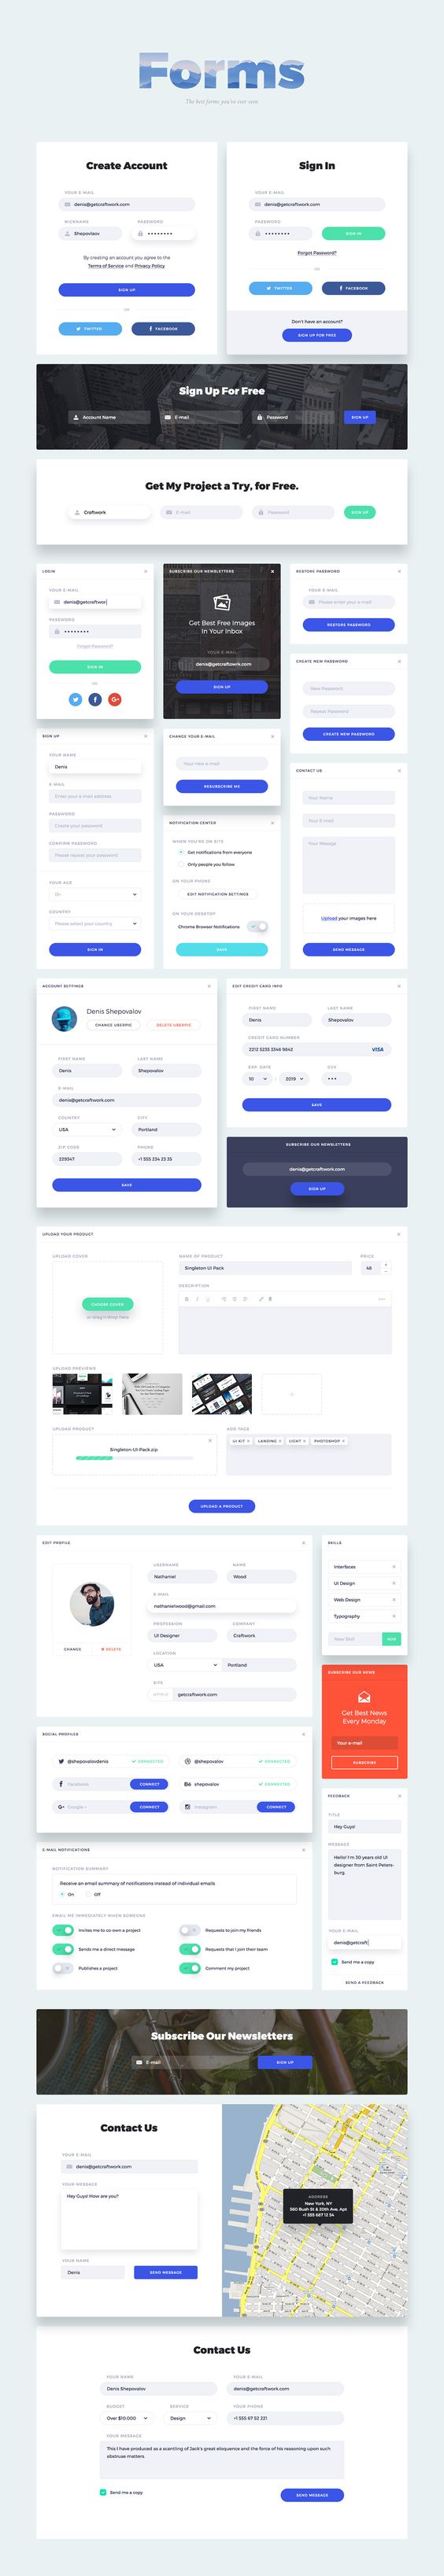 Forms
The best forms you've ever seen
Create Account
YOUR E-MAIL
denis@getcraftwork.com
NICKNAME PASSWORD
Shepovlaov
By creating an account you agree to the
Terms of Service and Privacy Policy
SIGN UP
OR
TWITTER FACEBOOK
Sign In
YOUR E-MAIL
denis@getcraftwork.com
PASSWORD
SIGN IN
Forgot Password?
OR
TWITTER FACEBOOK
Don't have an account?
SIGN UP FOR FREE
Sign Up For Free
Account Name E-mail Password SIGN UP
Get My Project a Try, for Free.
Craftwork E-mail Password SIGN UP
LOGIN
YOUR E-MAIL
denis@getcraftwor
PASSWORD
Forgot Password?
SIGN IN
OR
SUBSCRIBE OUR NEWSLETTERS
Get Best Free Images
In Your Inbox
YOUR E-MAIL
denis@getcraftowrk.com
SIGN UP
RESTORE PASSWORD
YOUR E-MAIL
Please enter your e-mail
RESTORE PASSWORD
CREATE NEW PASSWORD
New Password
Repeat Password
CREATE NEW PASSWORD
SIGN UP
YOUR NAME
Denis
E-MAIL
Enter your e-mail address
PASSWORD
Create your password
CONFIRM PASSWORD
Please repeat your password
YOUR AGE
18+
COUNTRY
Please select your country
SIGN IN
CHANGE YOUR E-MAIL
Your new e-mail
RESUBSCRIBE ME
NOTIFICATION CENTER
WHEN YOU'RE ON SITE
Get notifications from everyone
Only people you follow
ON YOUR PHONE
EDIT NOTIFICATION SETTINGS
ON YOUR DESKTOP
Chrome Browser Notifications
SAVE
CONTACT US
Your Name
Your E-mail
Your Message
Upload your images here
SEND MESSAGE
ACCOUNT SETTINGS
Denis Shepovalov
CHANGE USERPIC DELETE USERPIC
FIRST NAME LAST NAME
Denis Shepovalov
E-MAIL
denis@getcraftwork.com
COUNTRY CITY
USA Portland
ZIP CODE PHONE
239347 +1 555 234 23 35
SAVE
EDIT CREDIT CARD INFO
FIRST NAME LAST NAME
Denis Shepovalov
CREDIT CARD NUMBER
2212 5235 3346 9842 VISA
EXP. DATE CVV
10 / 2019
SAVE
SUBSCRIBE OUR NEWSLETTERS
denis@getcraftwork.com
SIGN UP
UPLOAD YOUR PRODUCT
UPLOAD COVER
CHOOSE COVER
or drag'n'drop here
NAME OF PRODUCT PRICE
Singleton UI Pack 48
DESCRIPTION
B I U
UPLOAD PREVIEWS
UPLOAD PRODUCT
Singleton-UI-Pack.zip
ADD TAGS
UI KIT LANDING LIGHT PHOTOSHOP
UPLOAD A PRODUCT
EDIT PROFILE
CHANGE DELETE
USERNAME NAME
Nathaniel Wood
E-MAIL
nathanielwood@gmail.com
PROFESSION COMPANY
UI Designer Craftwork
LOCATION
USA Portland
SITE
HTTP:// getcraftwork.com
SKILLS
Interfaces
UI Design
Web Design
Typography
New Skill ADD
SUBSCRIBE OUR NEWS
Get Best News
Every Monday
Your e-mail
SUBSCRIBE
SOCIAL PROFILES
@shepovalovdenis CONNECTED
@shepovalov CONNECTED
Facebook CONNECT
shepovalov CONNECTED
Google + CONNECT
Instagram CONNECT
FEEDBACK
TITLE
Hey Guys!
MESSAGE
Hello! I'm 30 years old UI
designer from Saint Peters-
burg.
YOUR E-MAIL
denis@getcraft
Send me a copy
SEND A FEEDBACK
E-MAIL NOTIFICATIONS
NOTIFICATION SUMMARY
Receive an email summary of notifications instead of individual emails
On Off
EMAIL ME IMMEDIATELY WHEN SOMEONE
Invites me to co-own a project
Requests to join my friends
Sends me a direct message
Requests that I join their team
Publishes a project
Comment my project
Subscribe Our Newsletters
E-mail SIGN UP
Contact Us
YOUR E-MAIL
denis@getcraftwork.com
YOUR MESSAGE
Hey Guys! How are you?
YOUR NAME
Denis SEND MESSAGE
ADDRESS
New York, NY
560 Bush St & 20th Ave, Apt
+1 555 687 12 34
Contact Us
YOUR NAME YOUR E-MAIL
Denis Shepovalov denis@getcraftwork.com
BUDGET SERVICE YOUR PHONE
Over $10,000 Design +1 555 67 52 221
YOUR MESSAGE
This I have produced as a scantling of Jack's great eloquence and the force of his reasoning upon such
abstruse matters.
Send me a copy
SEND MESSAGE